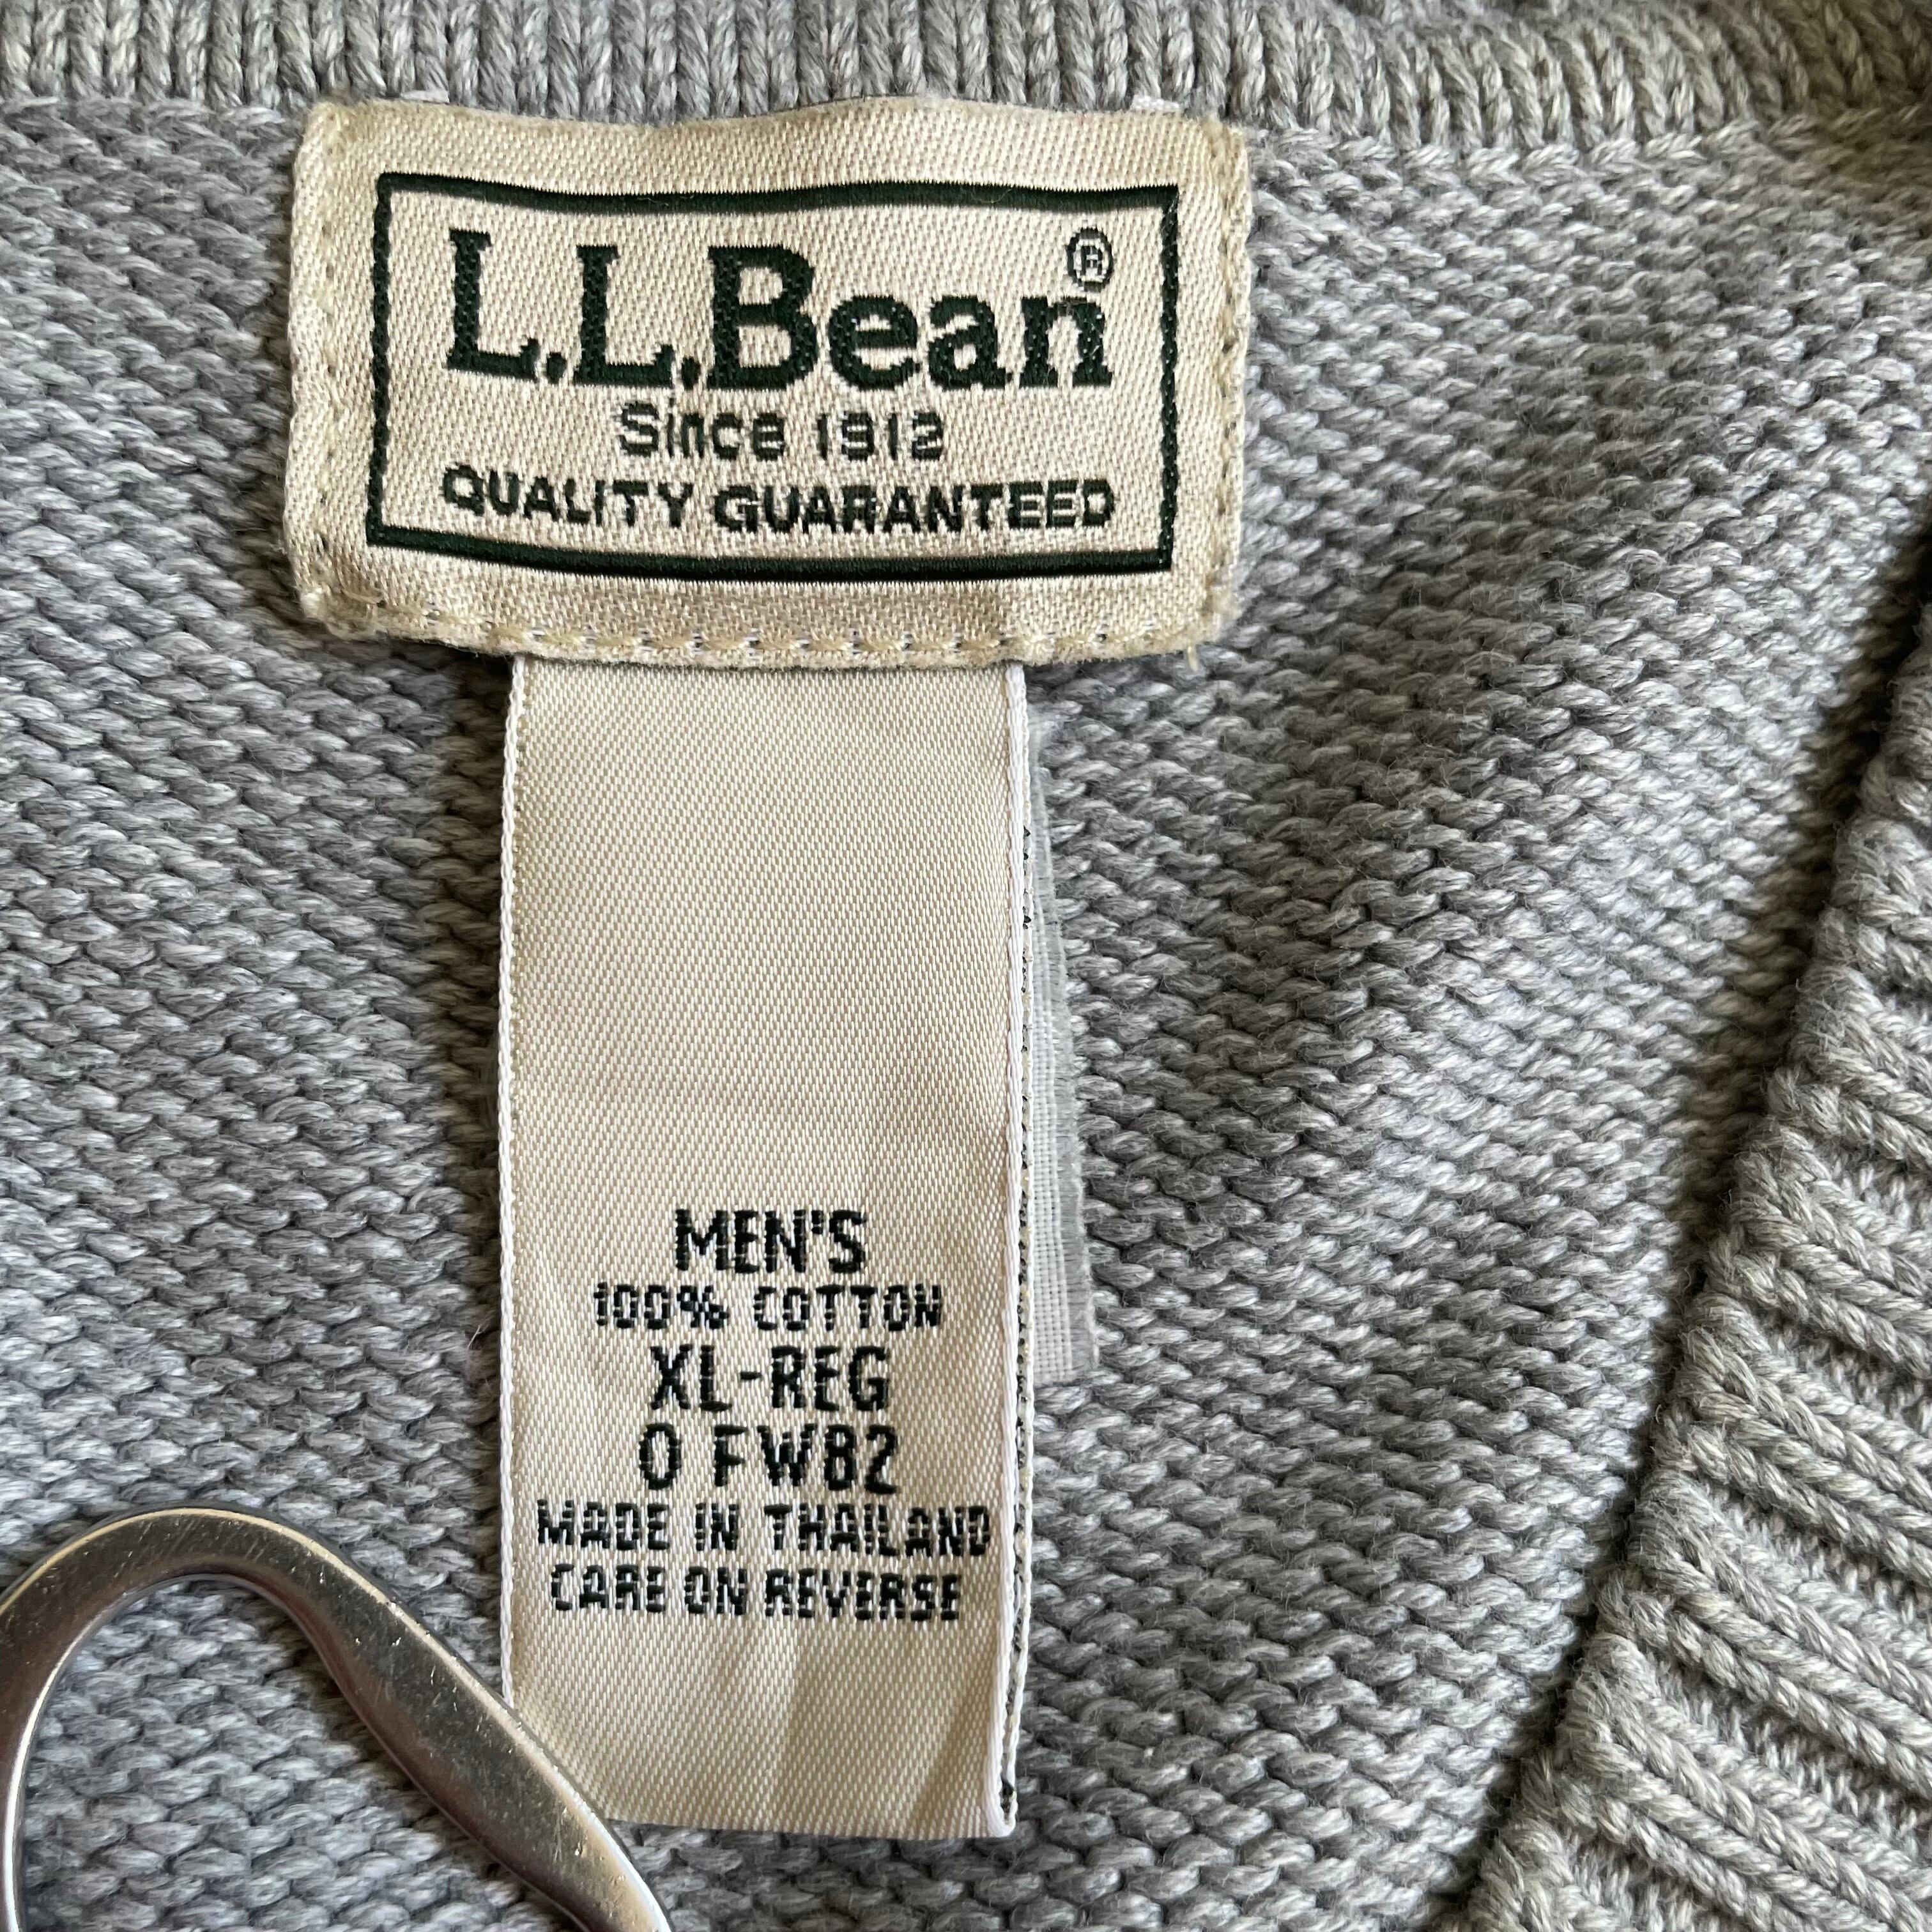 L.L.Bean®
Since 1912
QUALITY GUARANTEED
MEN'S
100% COTTON
XL-REG
0 FW82
MADE IN THAILAND
CARE ON REVERSE